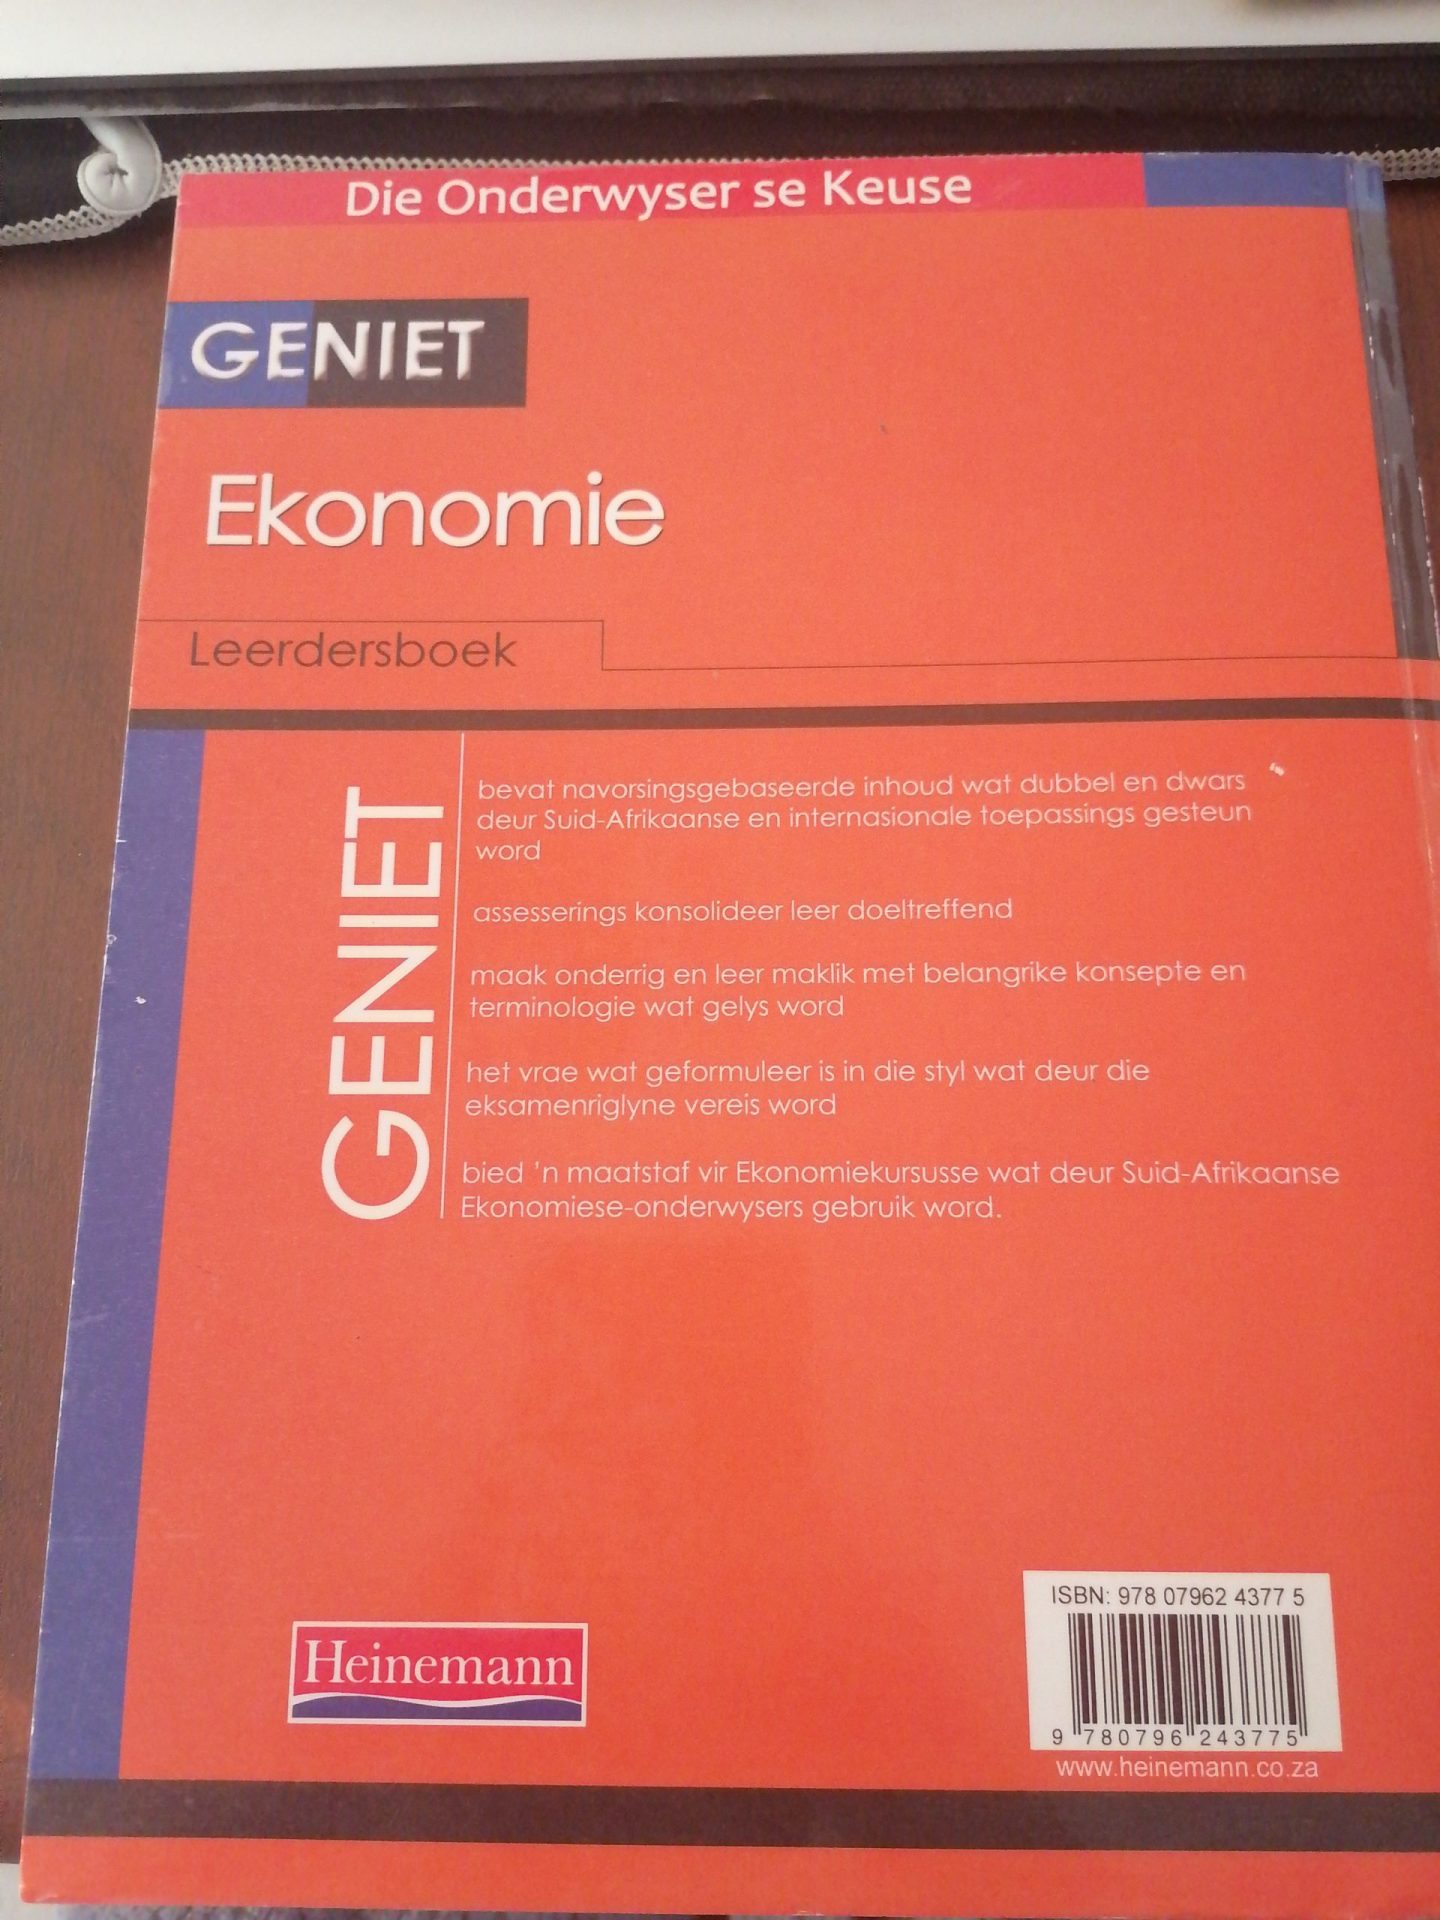 Die Onderwyser se Keuse
GENIET
Ekonomie
Leerdersboek
GENIET
bevat navorsingsgebaseerde inhoud wat dubbel en dwars
deur Suid-Afrikaanse en internasionale toepassings gesteun
word
assesserings konsolideer leer doeltreffend
maak onderrig en leer maklik met belangrike konsepte en
terminologie wat gelys word
het vrae wat geformuleer is in die styl wat deur die
eksamenriglyne vereis word
bied 'n maatstaf vir Ekonomiekursusse wat deur Suid-Afrikaanse
Ekonomiese-onderwysers gebruik word.
Heinemann
ISBN: 978 07962 4377 5
9 780796 243775
www.heinemann.co.za